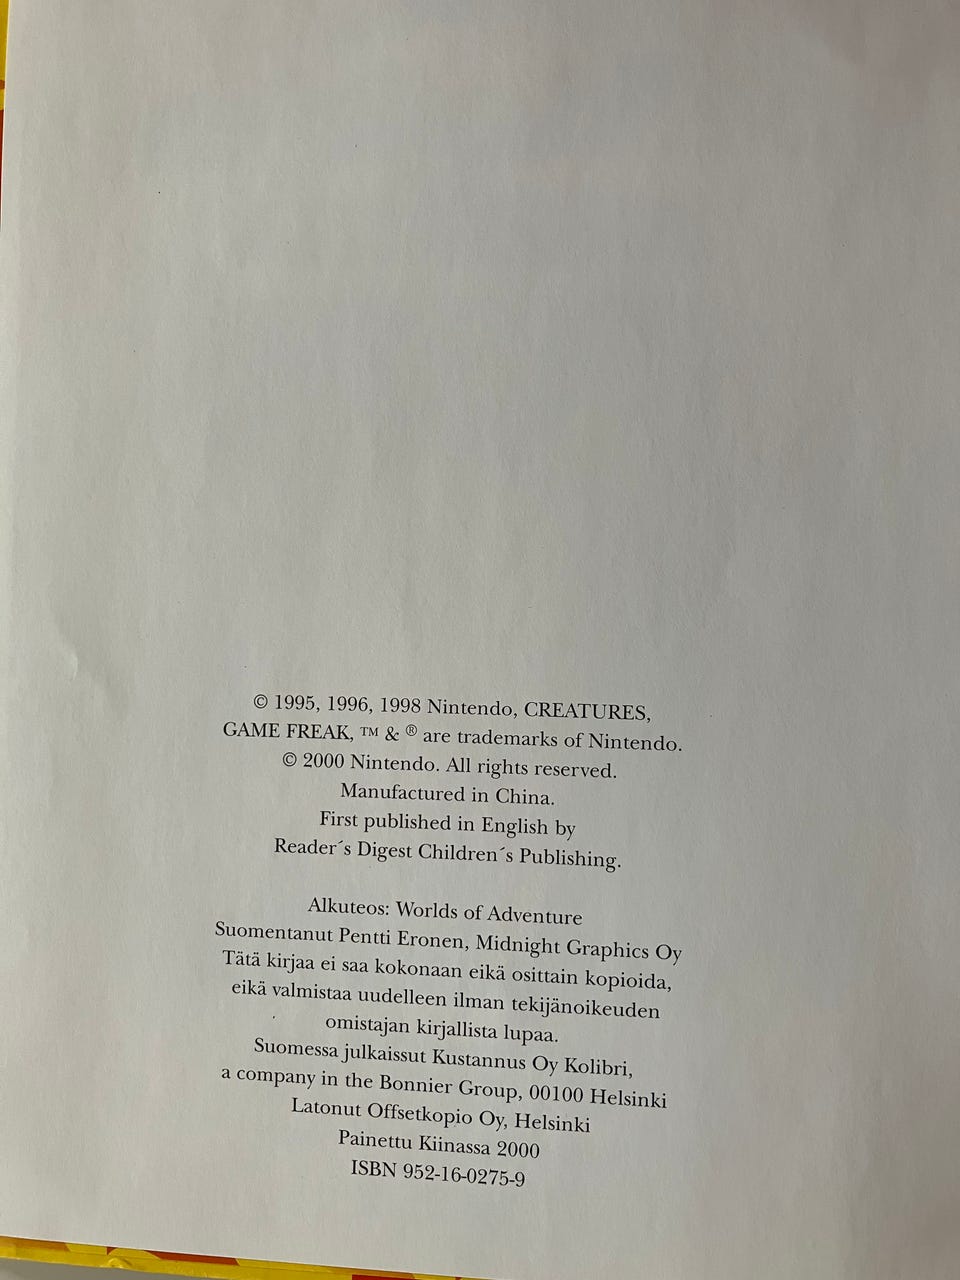 © 1995, 1996, 1998 Nintendo, CREATURES,
GAME FREAK, ™ & ® are trademarks of Nintendo.
© 2000 Nintendo. All rights reserved.
Manufactured in China.
First published in English by
Reader´s Digest Children´s Publishing.
Alkuteos: Worlds of Adventure
Suomentanut Pentti Eronen, Midnight Graphics Oy
Tätä kirjaa ei saa kokonaan eikä osittain kopioida,
eikä valmistaa uudelleen ilman tekijänoikeuden
omistajan kirjallista lupaa.
Suomessa julkaissut Kustannus Oy Kolibri,
a company in the Bonnier Group, 00100 Helsinki
Latonut Offsetkopio Oy, Helsinki
Painettu Kiinassa 2000
ISBN 952-16-0275-9